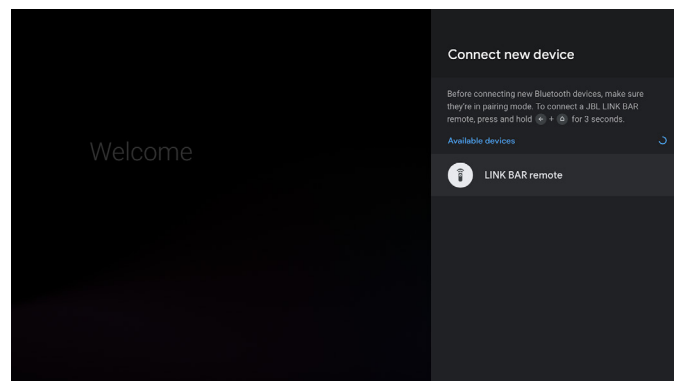 Connect new device
Before connecting new Bluetooth devices, make sure
they're in pairing mode. To connect a JBL LINK BAR
remote, press and hold + for 3 seconds.
Welcome
Available devices
LINK BAR remote